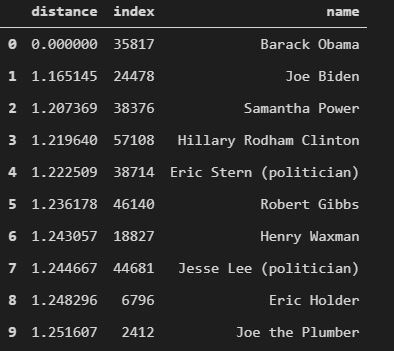 distance index name
0 0.000000 35817 Barack Obama
1 1.165145 24478 Joe Biden
2 1.207369 38376 Samantha Power
3 1.219640 57108 Hillary Rodham Clinton
4 1.222509 38714 Eric Stern (politician)
5 1.236178 46140 Robert Gibbs
6 1.243057 18827 Henry Waxman
7 1.244667 44681 Jesse Lee (politician)
8 1.248296 6796 Eric Holder
9 1.251607 2412 Joe the Plumber